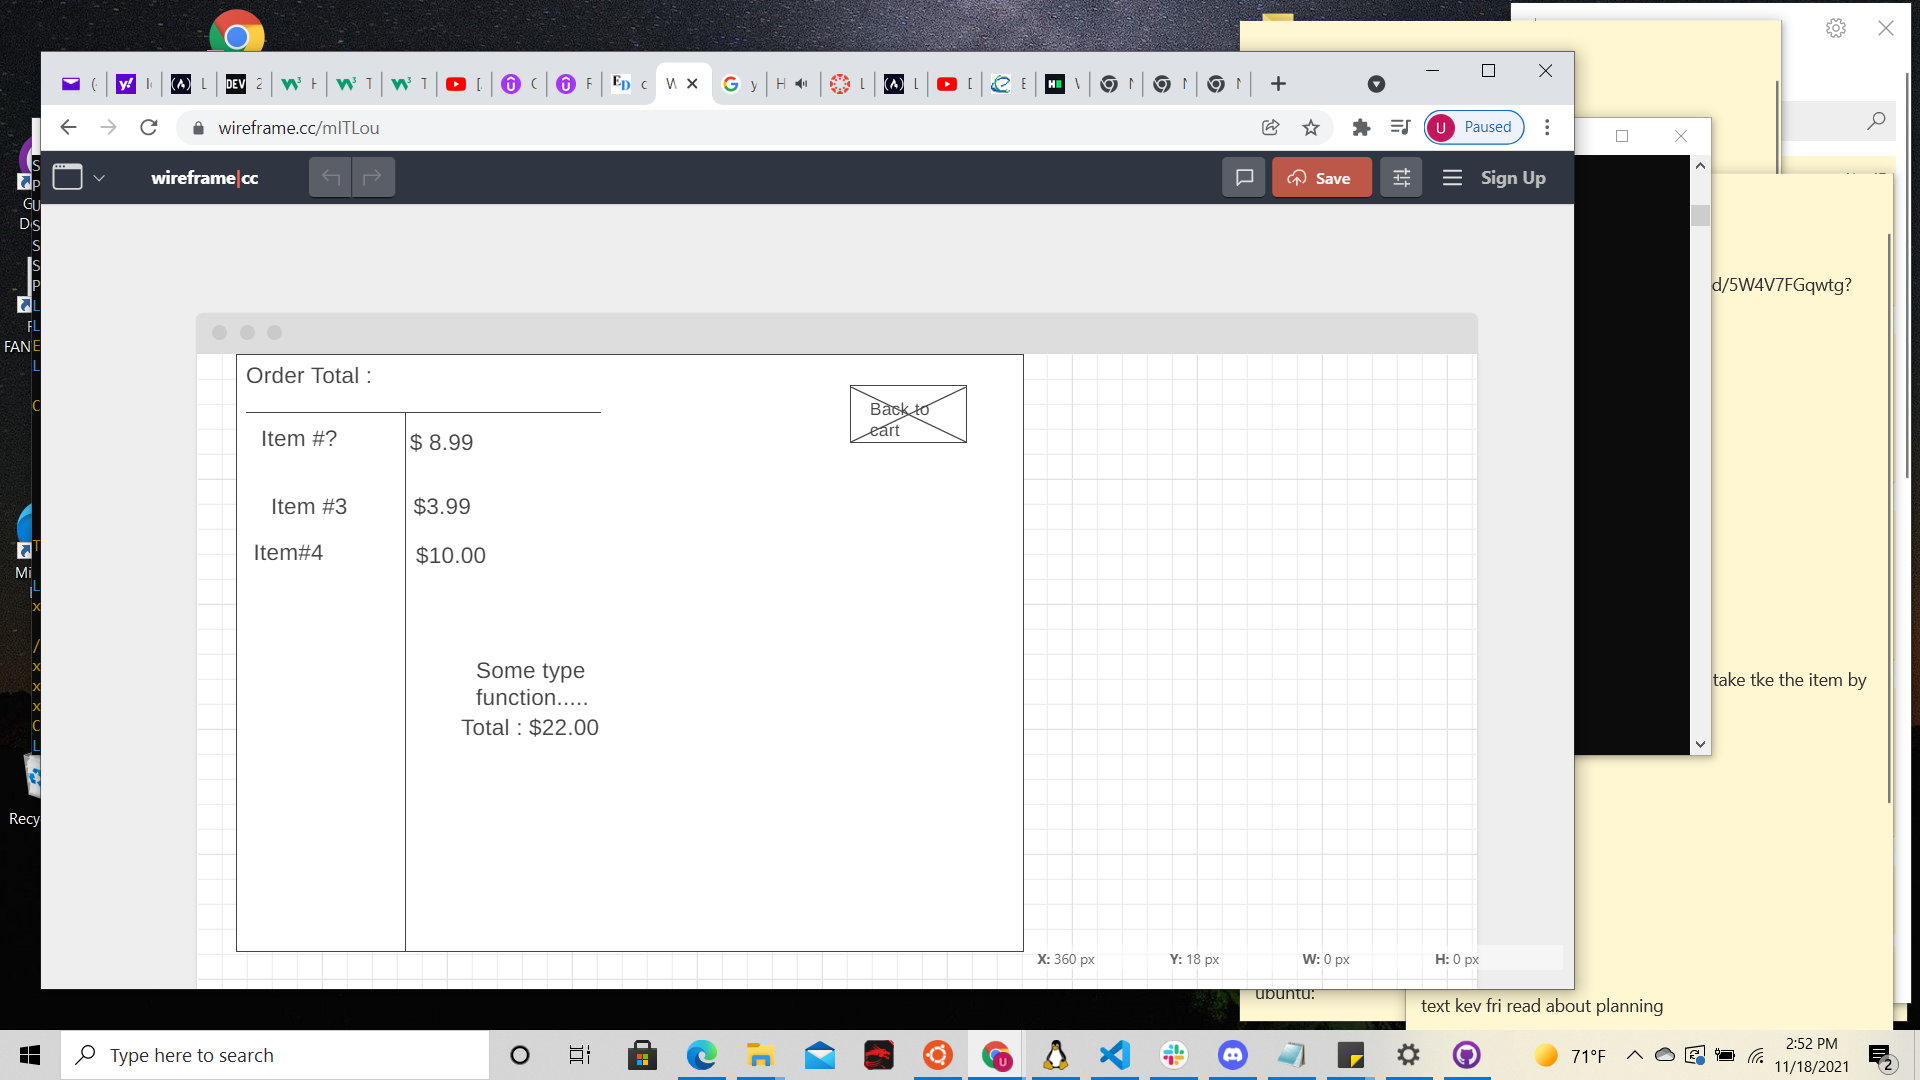 wireframe.cc/mITLou
Paused
wireframe|cc
Save
Sign Up
Order Total :
Back to
cart
Item #?
$ 8.99
Item #3
$3.99
Item#4
$10.00
Some type
function.....
Total : $22.00
X: 360 px
Y: 18 px
W: 0 px
H: 0 px
d/5W4V7FGqwtg?
take tke the item by
ubuntu:
text kev fri read about planning
FAN
Mi
Recy
Type here to search
71°F
2:52 PM
11/18/2021
2